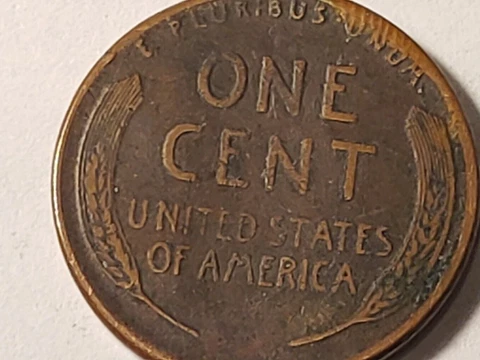 E·PLURIBUS·UNUM.
ONE
CENT
UNITED STATES
OF AMERICA